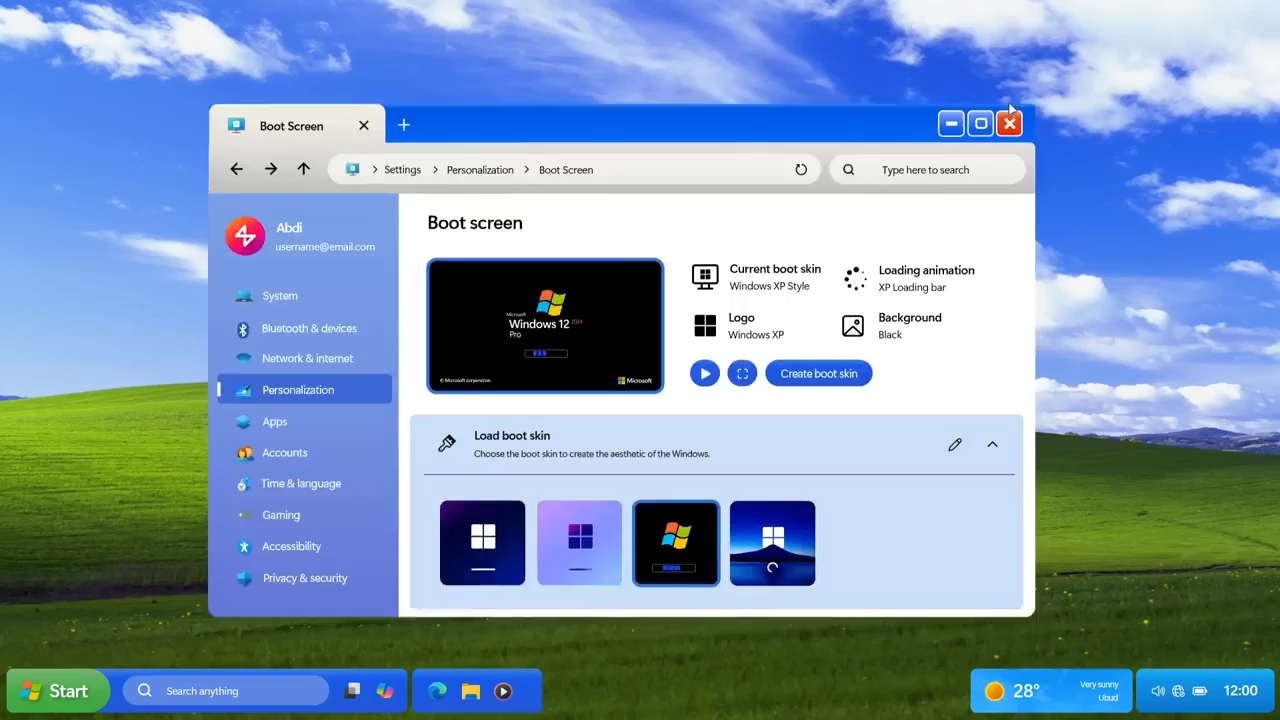 Boot Screen
Settings
Personalization
Boot Screen
Type here to search
Abdi
username@email.com
System
Bluetooth & devices
Network & internet
Personalization
Apps
Accounts
Time & language
Gaming
Accessibility
Privacy & security
Boot screen
Microsoft
Windows 12 2024
Pro
© Microsoft corporation
Microsoft
Current boot skin
Windows XP Style
Loading animation
XP Loading bar
Logo
Windows XP
Background
Black
Create boot skin
Load boot skin
Choose the boot skin to create the aesthetic of the Windows.
Start
Search anything
28°
Very sunny
Ubud
12:00